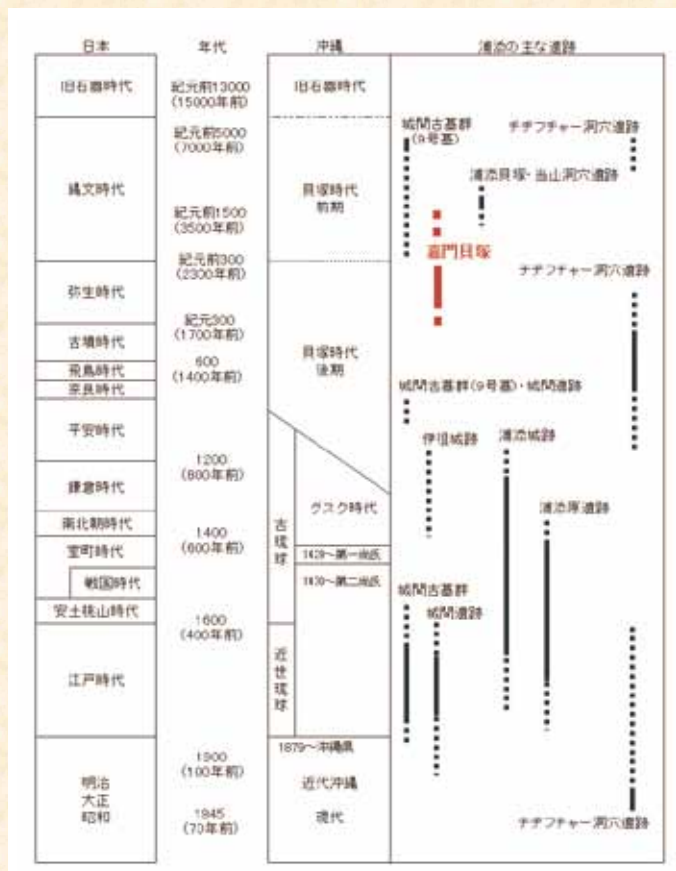 日本
年代
沖縄
浦添の主な遺跡
旧石器時代
紀元前13000
(15000年前)
旧石器時代
縄文時代
紀元前5000
(7000年前)
紀元前1500
(3500年前)
貝塚時代
前期
城間古墓群
(9号墓)
チヂフチャー洞穴遺跡
浦添貝塚・当山洞穴遺跡
嘉門貝塚
紀元前300
(2300年前)
弥生時代
紀元300
(1700年前)
古墳時代
飛鳥時代
600
(1400年前)
奈良時代
貝塚時代
後期
チヂフチャー洞穴遺跡
城間古墓群(9号墓)・城間遺跡
平安時代
伊祖城跡
浦添城跡
1200
(800年前)
鎌倉時代
グスク時代
浦添原遺跡
南北朝時代
1400
(600年前)
室町時代
古琉球
1429～第一尚氏
1470～第二尚氏
戦国時代
安土桃山時代
城間古墓群
城間遺跡
1600
(400年前)
江戸時代
近世琉球
1879～沖縄県
1900
(100年前)
近代沖縄
明治
大正
昭和
1945
(70年前)
現代
チヂフチャー洞穴遺跡